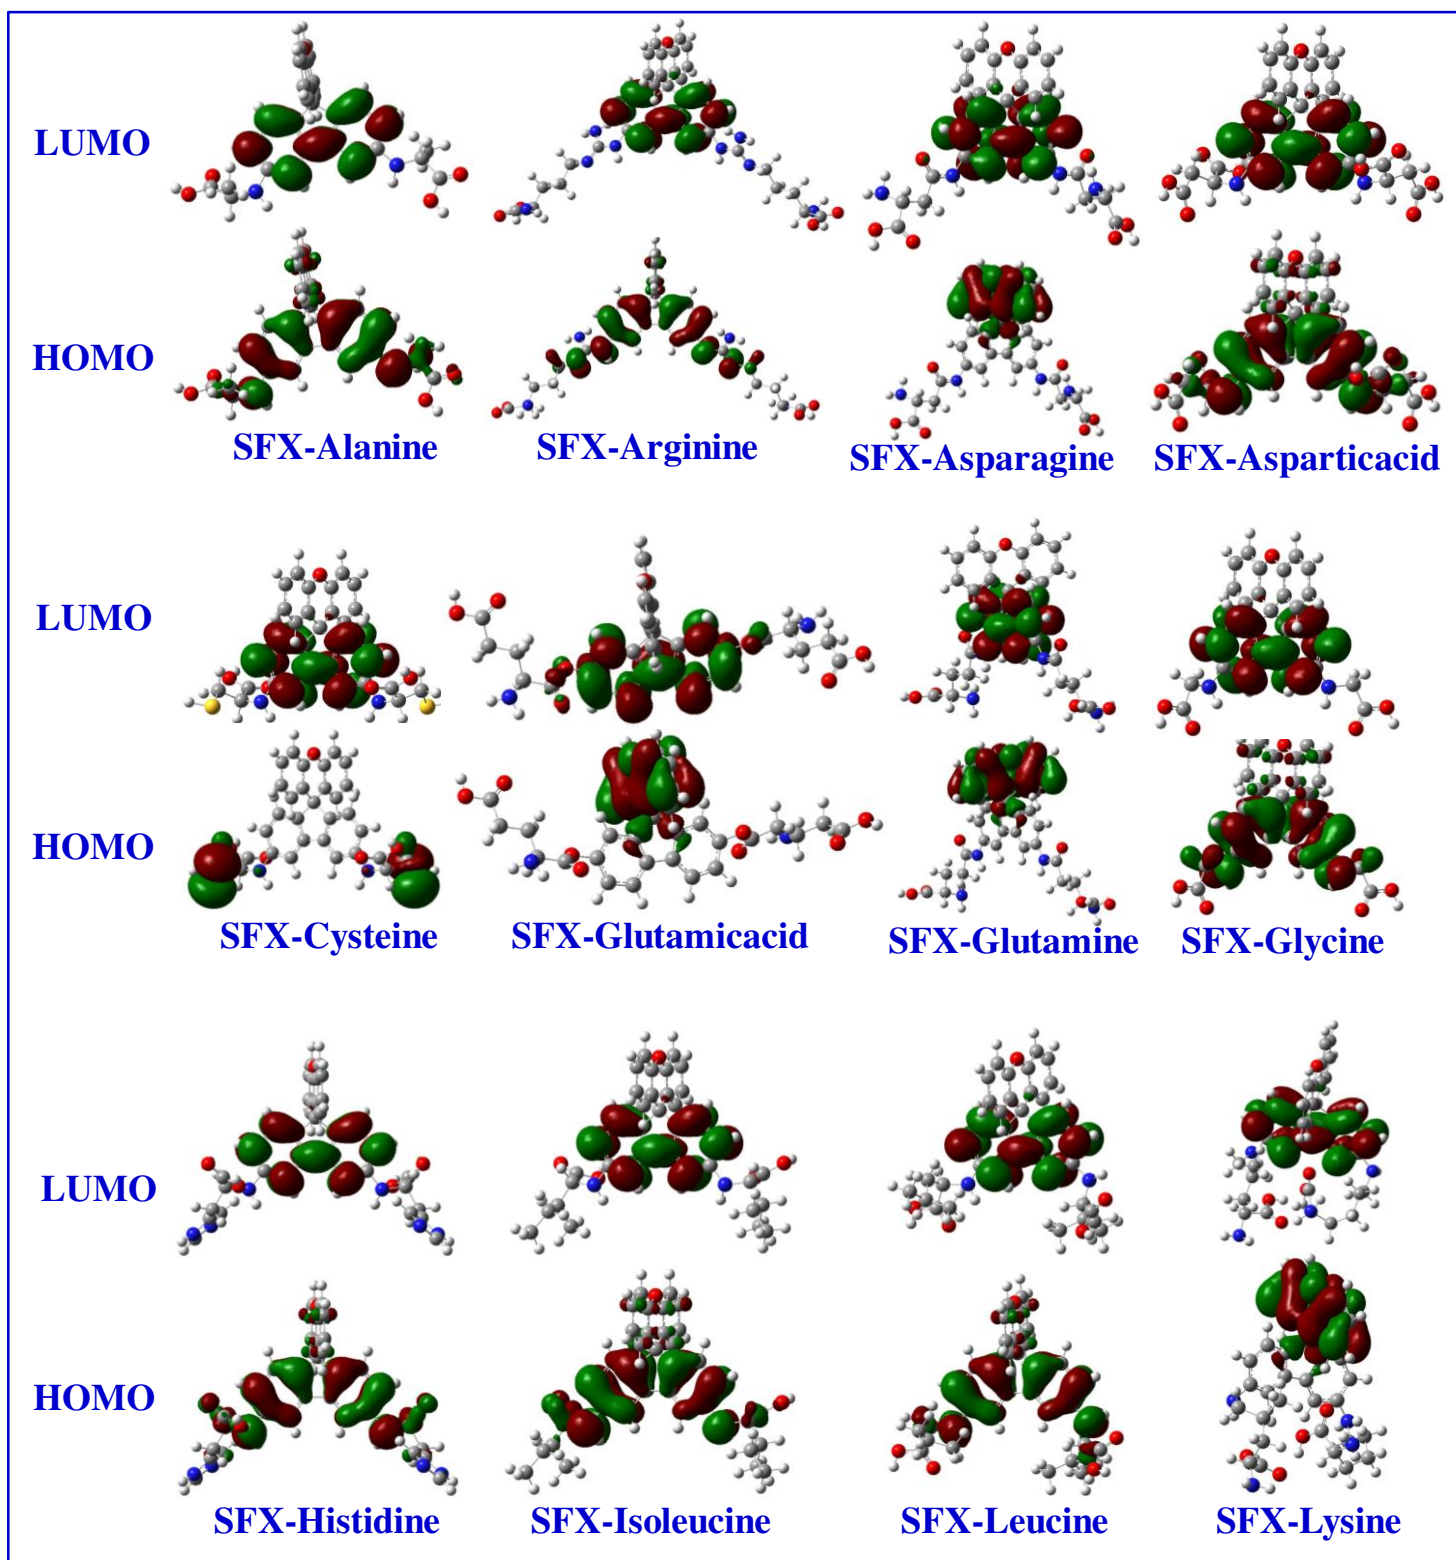 LUMO
HOMO
SFX-Alanine SFX-Arginine SFX-Asparagine SFX-Asparticacid
LUMO
HOMO
SFX-Cysteine SFX-Glutamicacid SFX-Glutamine SFX-Glycine
LUMO
HOMO
SFX-Histidine SFX-Isoleucine SFX-Leucine SFX-Lysine